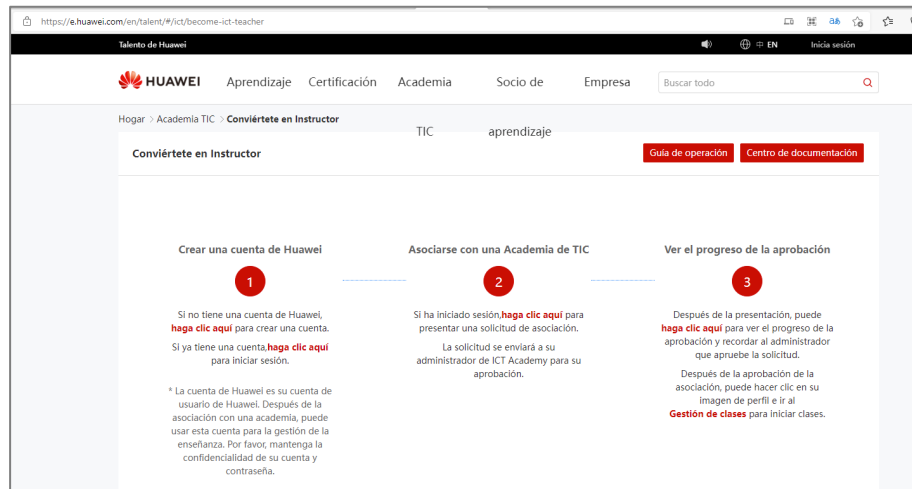 https://e.huawei.com/en/talent/#/ict/become-ict-teacher
Talento de Huawei
中 EN
Inicia sesión
HUAWEI
Aprendizaje
Certificación
Academia TIC
Socio de aprendizaje
Empresa
Buscar todo
Hogar > Academia TIC > Conviértete en Instructor
Conviértete en Instructor
Guía de operación
Centro de documentación
Crear una cuenta de Huawei
1
Si no tiene una cuenta de Huawei,
haga clic aquí para crear una cuenta.
Si ya tiene una cuenta,haga clic aquí
para iniciar sesión.
* La cuenta de Huawei es su cuenta de
usuario de Huawei. Después de la
asociación con una academia, puede
usar esta cuenta para la gestión de la
enseñanza. Por favor, mantenga la
confidencialidad de su cuenta y
contraseña.
Asociarse con una Academia de TIC
2
Si ha iniciado sesión,haga clic aquí para
presentar una solicitud de asociación.
La solicitud se enviará a su
administrador de ICT Academy para su
aprobación.
Ver el progreso de la aprobación
3
Después de la presentación, puede
haga clic aquí para ver el progreso de la
aprobación y recordar al administrador
que apruebe la solicitud.
Después de la aprobación de la
asociación, puede hacer clic en su
imagen de perfil e ir al
Gestión de clases para iniciar clases.